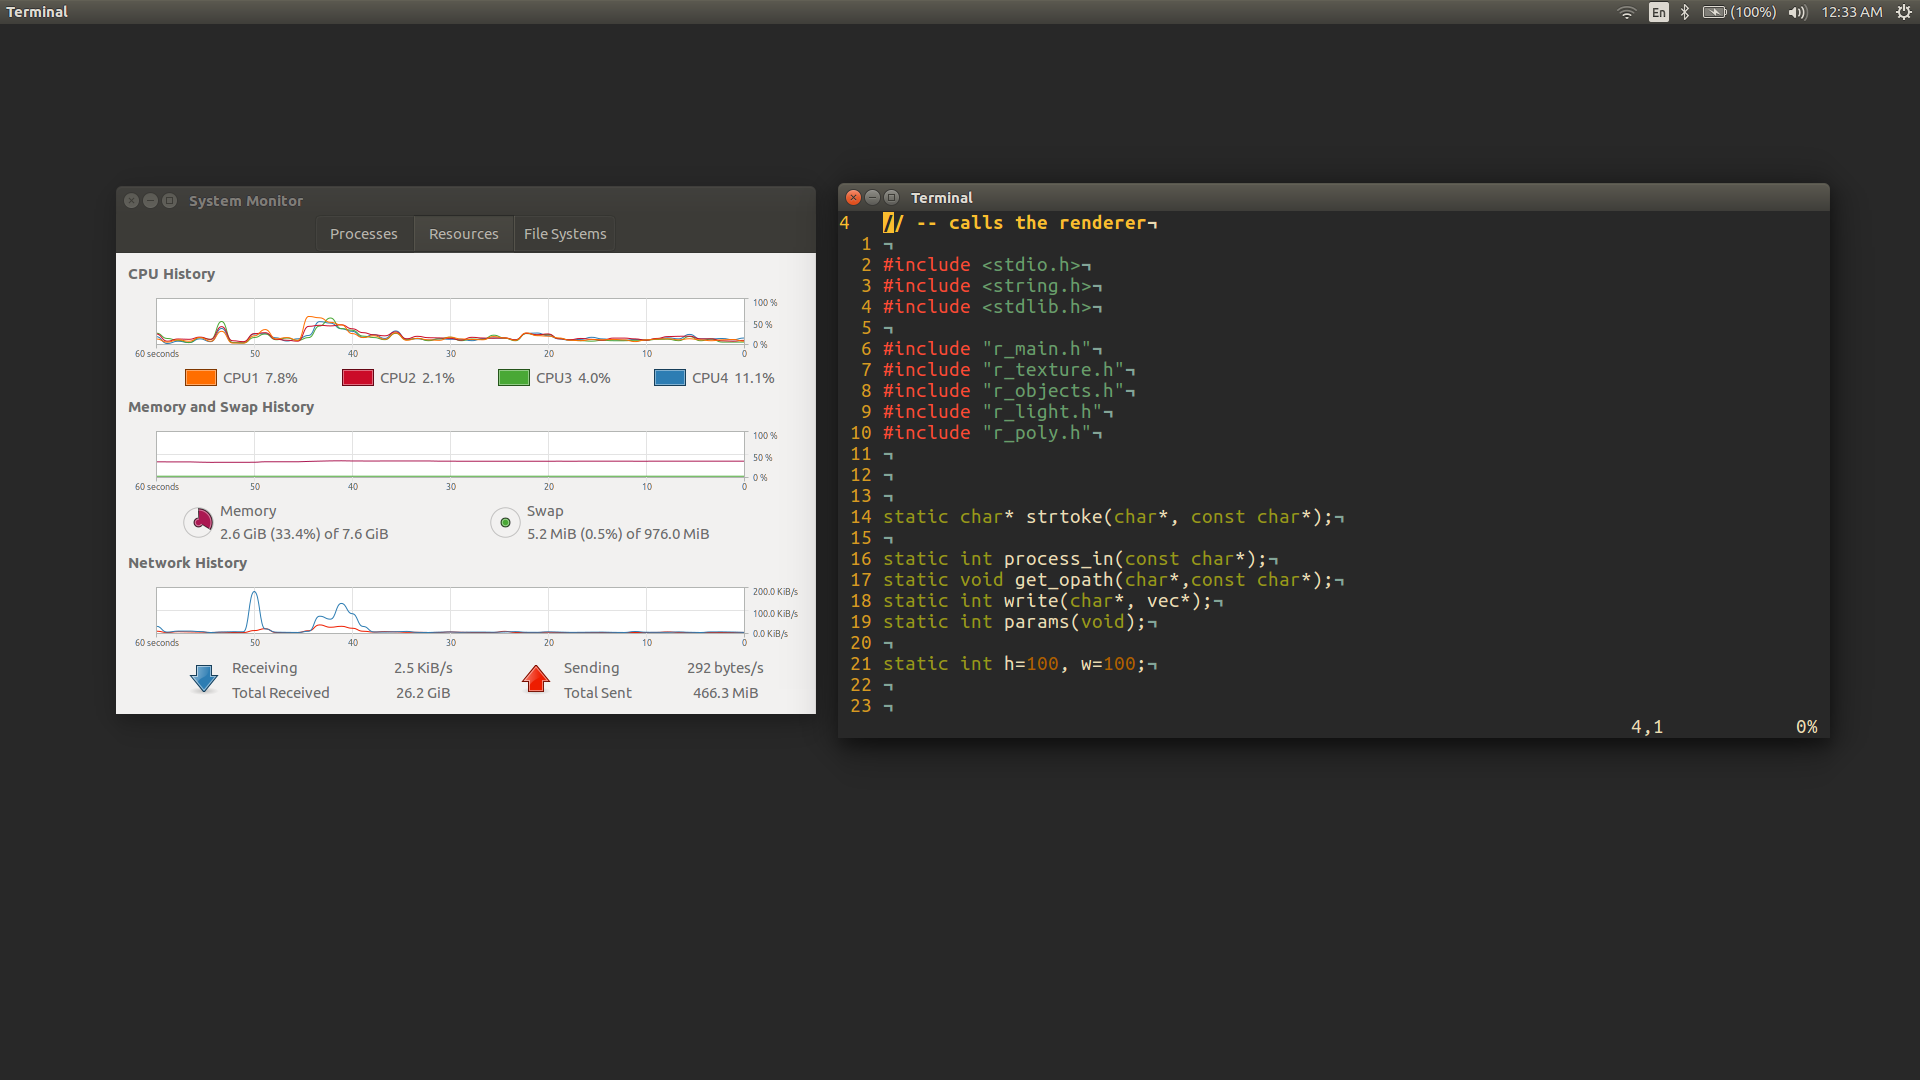 Terminal
En
(100%)
12:33 AM
System Monitor
Processes
Resources
File Systems
CPU History
100 %
50 %
0 %
60 seconds 50 40 30 20 10 0
CPU1 7.8% CPU2 2.1% CPU3 4.0% CPU4 11.1%
Memory and Swap History
100 %
50 %
0 %
60 seconds 50 40 30 20 10 0
Memory
2.6 GiB (33.4%) of 7.6 GiB
Swap
5.2 MiB (0.5%) of 976.0 MiB
Network History
200.0 KiB/s
100.0 KiB/s
0.0 KiB/s
60 seconds 50 40 30 20 10 0
Receiving 2.5 KiB/s
Total Received 26.2 GiB
Sending 292 bytes/s
Total Sent 466.3 MiB
Terminal
4 // -- calls the renderer¬
1 ¬
2 #include <stdio.h>¬
3 #include <string.h>¬
4 #include <stdlib.h>¬
5 ¬
6 #include "r_main.h"¬
7 #include "r_texture.h"¬
8 #include "r_objects.h"¬
9 #include "r_light.h"¬
10 #include "r_poly.h"¬
11 ¬
12 ¬
13 ¬
14 static char* strtoke(char*, const char*);¬
15 ¬
16 static int process_in(const char*);¬
17 static void get_opath(char*,const char*);¬
18 static int write(char*, vec*);¬
19 static int params(void);¬
20 ¬
21 static int h=100, w=100;¬
22 ¬
23 ¬
4,1 0%